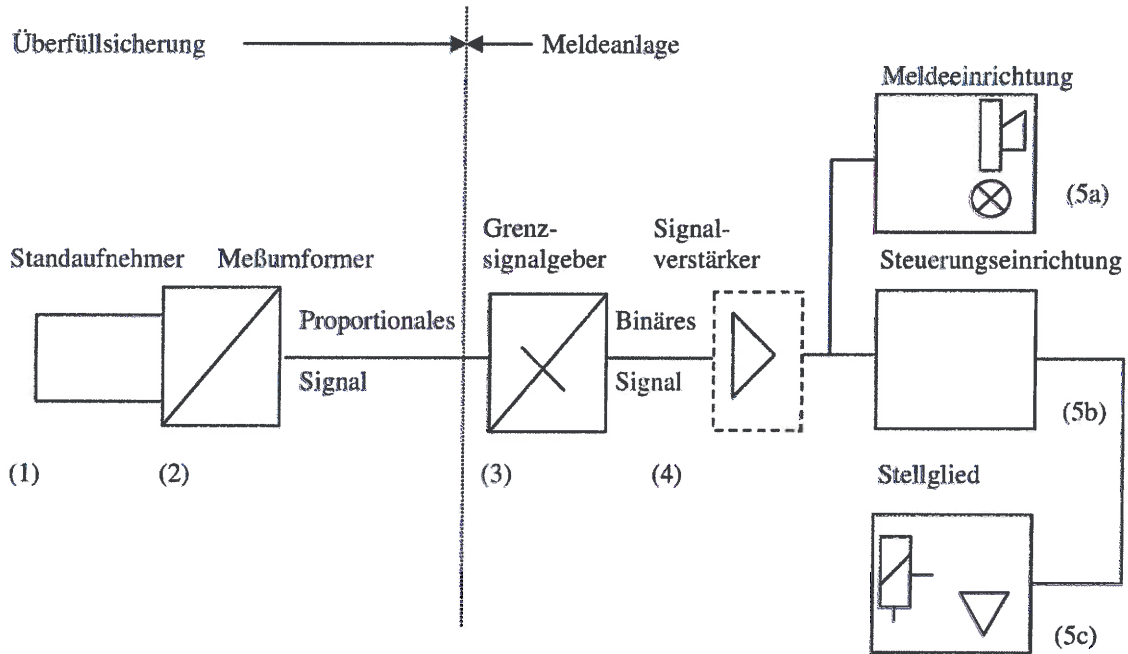 Überfüllsicherung
Meldeanlage
Meldeeinrichtung
(5a)
Grenz-
signalgeber
Signal-
verstärker
Standaufnehmer
Meßumformer
Steuerungseinrichtung
Proportionales
Signal
Binäres
Signal
(5b)
(1)
(2)
(3)
(4)
Stellglied
(5c)